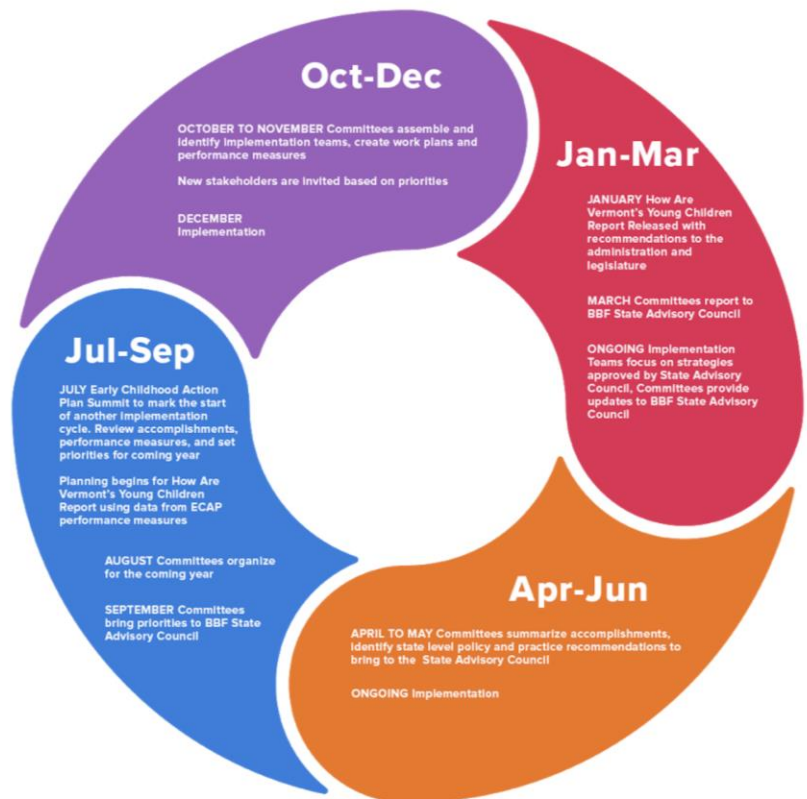 Oct-Dec
OCTOBER TO NOVEMBER Committees assemble and
identify implementation teams, create work plans and
performance measures
New stakeholders are invited based on priorities
DECEMBER
Implementation
Jan-Mar
JANUARY How Are
Vermont's Young Children
Report Released with
recommendations to the
administration and
legislature
MARCH Committees report to
BBF State Advisory Council
ONGOING Implementation
Teams focus on strategies
approved by State Advisory
Council, Committees provide
updates to BBF State Advisory
Council
Apr-Jun
APRIL TO MAY Committees summarize accomplishments,
identify state level policy and practice recommendations to
bring to the State Advisory Council
ONGOING Implementation
Jul-Sep
JULY Early Childhood Action
Plan Summit to mark the start
of another implementation
cycle. Review accomplishments,
performance measures, and set
priorities for coming year
Planning begins for How Are
Vermont's Young Children
Report using data from ECAP
performance measures
AUGUST Committees organize
for the coming year
SEPTEMBER Committees
bring priorities to BBF State
Advisory Council